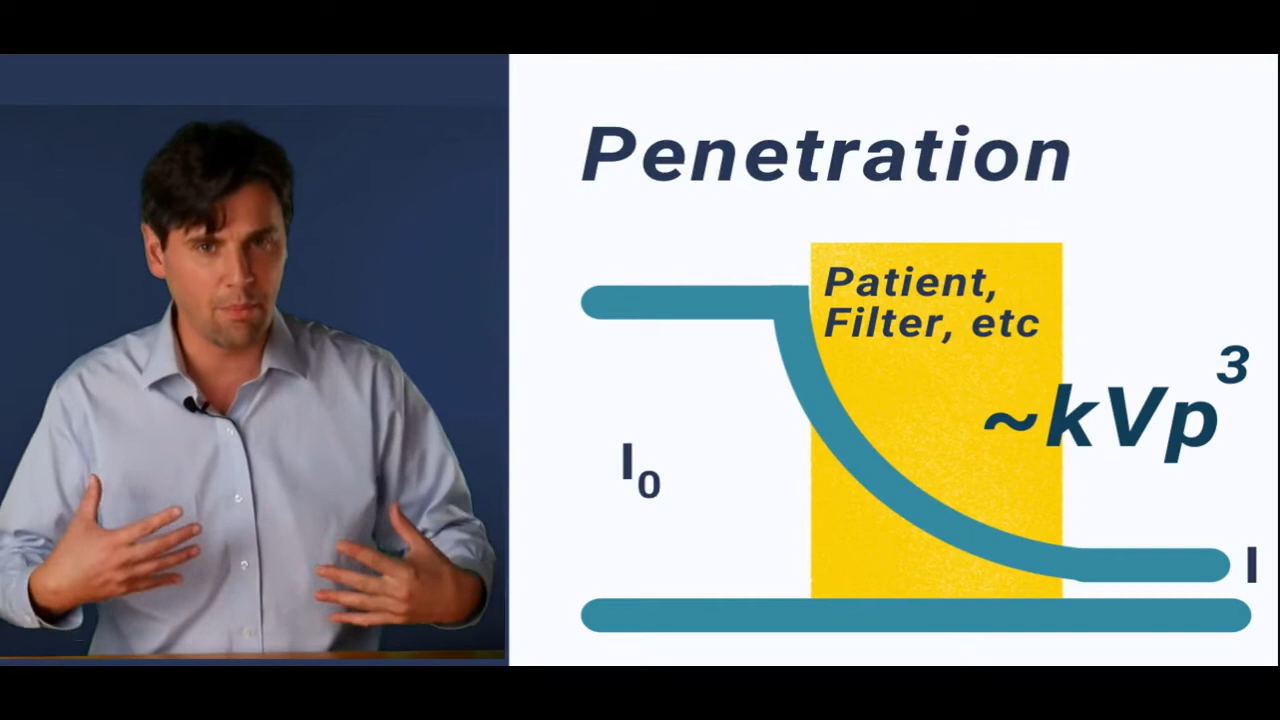 Penetration
Patient,
Filter, etc
~kVp³
I₀
I